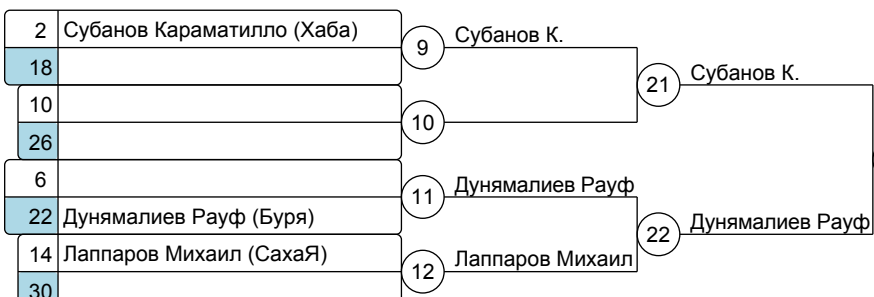 2 Субанов Караматилло (Хаба)
18
10
26
6
22 Дунямалиев Рауф (Буря)
14 Лаппаров Михаил (СахаЯ)
30
9 Субанов К.
10
11 Дунямалиев Рауф
12 Лаппаров Михаил
21 Субанов К.
22 Дунямалиев Рауф